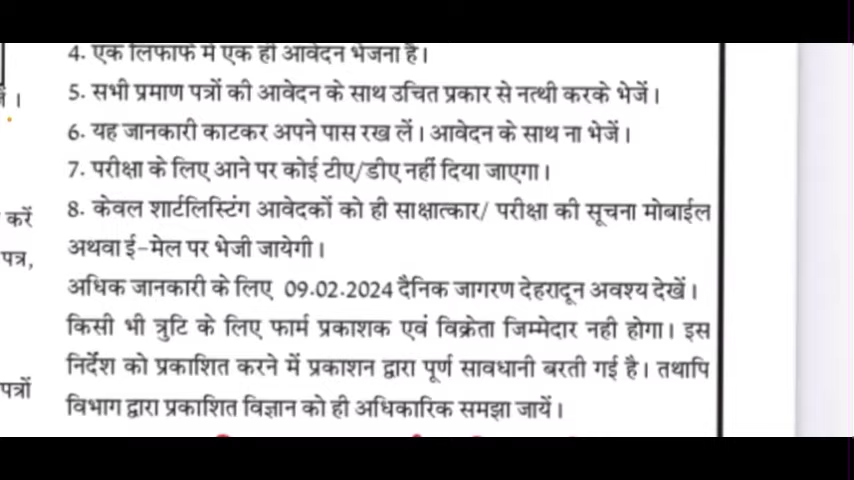 4. एक लिफाफे में एक ही आवेदन भेजना है।
5. सभी प्रमाण पत्रों की आवेदन के साथ उचित प्रकार से नत्थी करके भेजें।
6. यह जानकारी काटकर अपने पास रख लें। आवेदन के साथ ना भेजें।
7. परीक्षा के लिए आने पर कोई टीए/डीए नहीं दिया जाएगा।
करें
8. केवल शार्टलिस्टिंग आवेदकों को ही साक्षात्कार/ परीक्षा की सूचना मोबाईल
पत्र,
अथवा ई-मेल पर भेजी जायेगी।
अधिक जानकारी के लिए 09.02.2024 दैनिक जागरण देहरादून अवश्य देखें।
किसी भी त्रुटि के लिए फार्म प्रकाशक एवं विक्रेता जिम्मेदार नही होगा। इस
निर्देश को प्रकाशित करने में प्रकाशन द्वारा पूर्ण सावधानी बरती गई है। तथापि
पत्रों
विभाग द्वारा प्रकाशित विज्ञान को ही अधिकारिक समझा जायें।